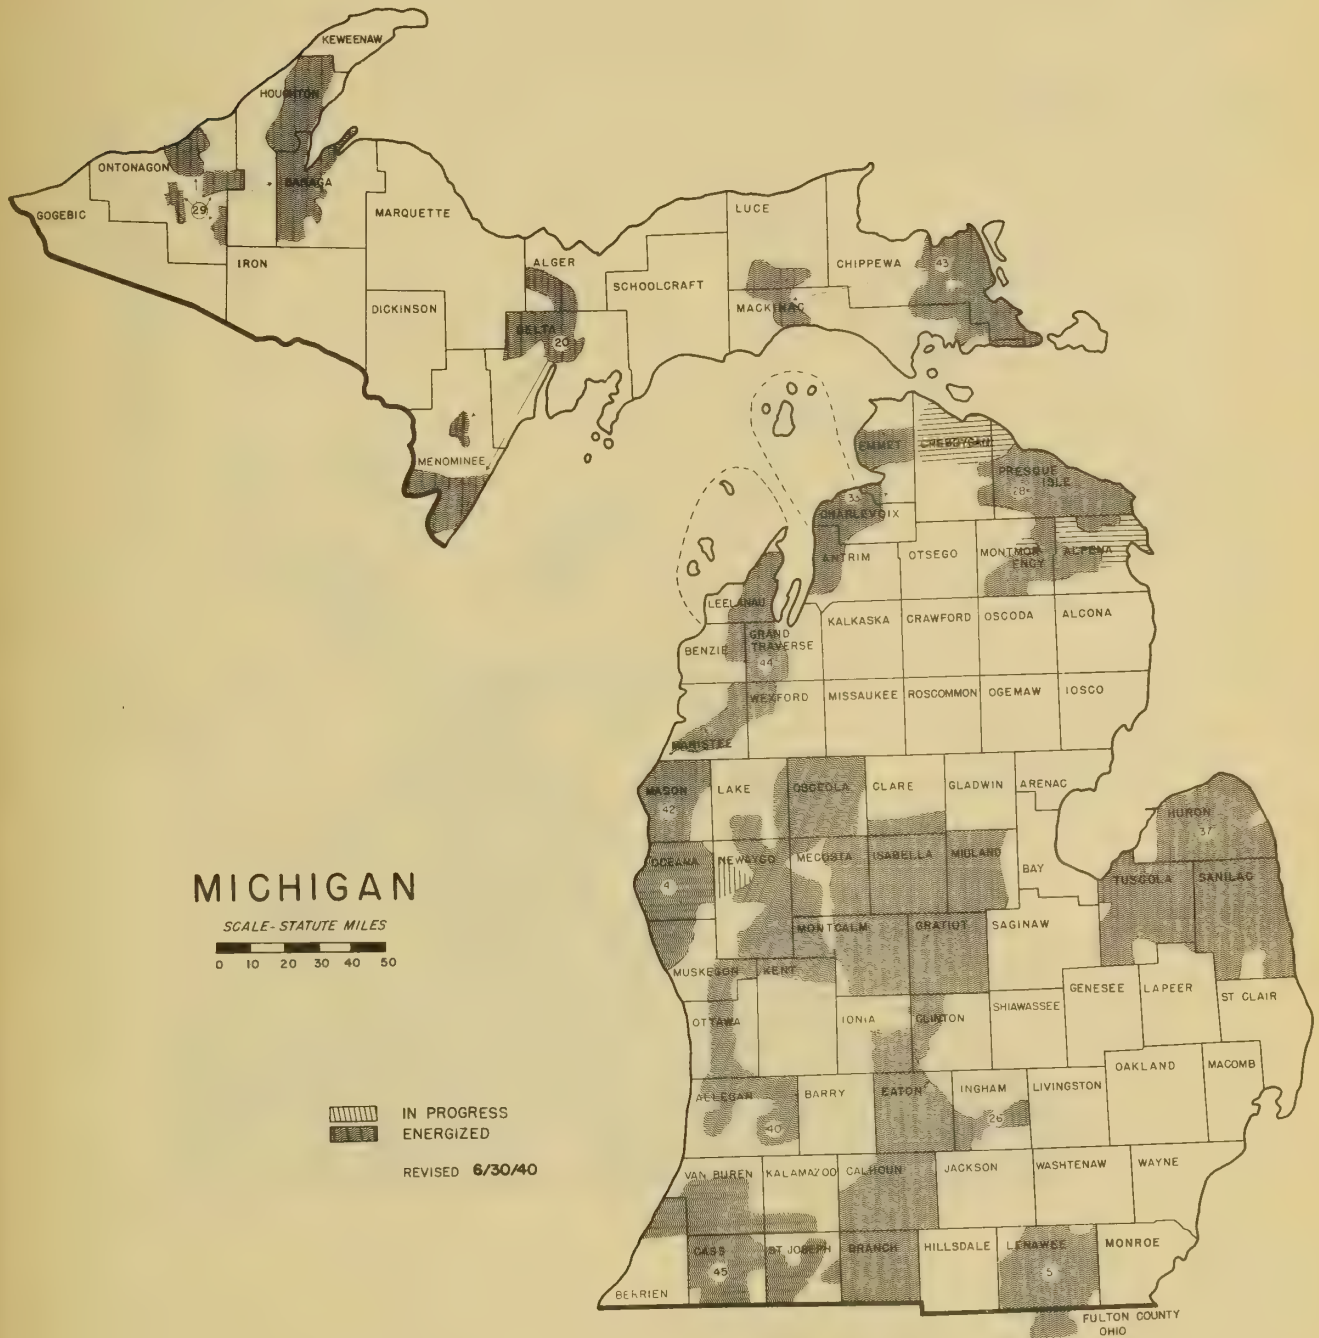 KEWEENAW
HOUGHTON
ONTONAGON
BARAGA
29
GOGEBIC
MARQUETTE
LUCE
IRON
ALGER
CHIPPEWA
43
SCHOOLCRAFT
DICKINSON
MACKINAC
DELTA
20
MENOMINEE
EMMET
CHEBOYGAN
PRESQUE
ISLE
28
33
CHARLEVOIX
ANTRIM
OTSEGO
MONTMOR-
ENCY
ALPENA
LEELANAU
KALKASKA
CRAWFORD
OSCODA
ALCONA
GRAND
TRAVERSE
BENZIE
44
WEXFORD
MISSAUKEE
ROSCOMMON
OGEMAW
IOSCO
MANISTEE
MASON
LAKE
OSCEOLA
CLARE
GLADWIN
ARENAC
42
HURON
37
OCEANA
NEWAYGO
MECOSTA
ISABELLA
MIDLAND
BAY
4
TUSCOLA
SANILAC
MICHIGAN
SCALE-STATUTE MILES
0 10 20 30 40 50
MONTCALM
GRATIOT
SAGINAW
MUSKEGON
KENT
GENESEE
LAPEER
ST CLAIR
OTTAWA
IONIA
CLINTON
SHIAWASSEE
OAKLAND
MACOMB
ALLEGAN
BARRY
EATON
INGHAM
LIVINGSTON
40
26
IN PROGRESS
ENERGIZED
REVISED 6/30/40
VAN BUREN
KALAMAZOO
CALHOUN
JACKSON
WASHTENAW
WAYNE
CASS
ST JOSEPH
BRANCH
HILLSDALE
LENAWEE
MONROE
45
5
BERRIEN
FULTON COUNTY
OHIO